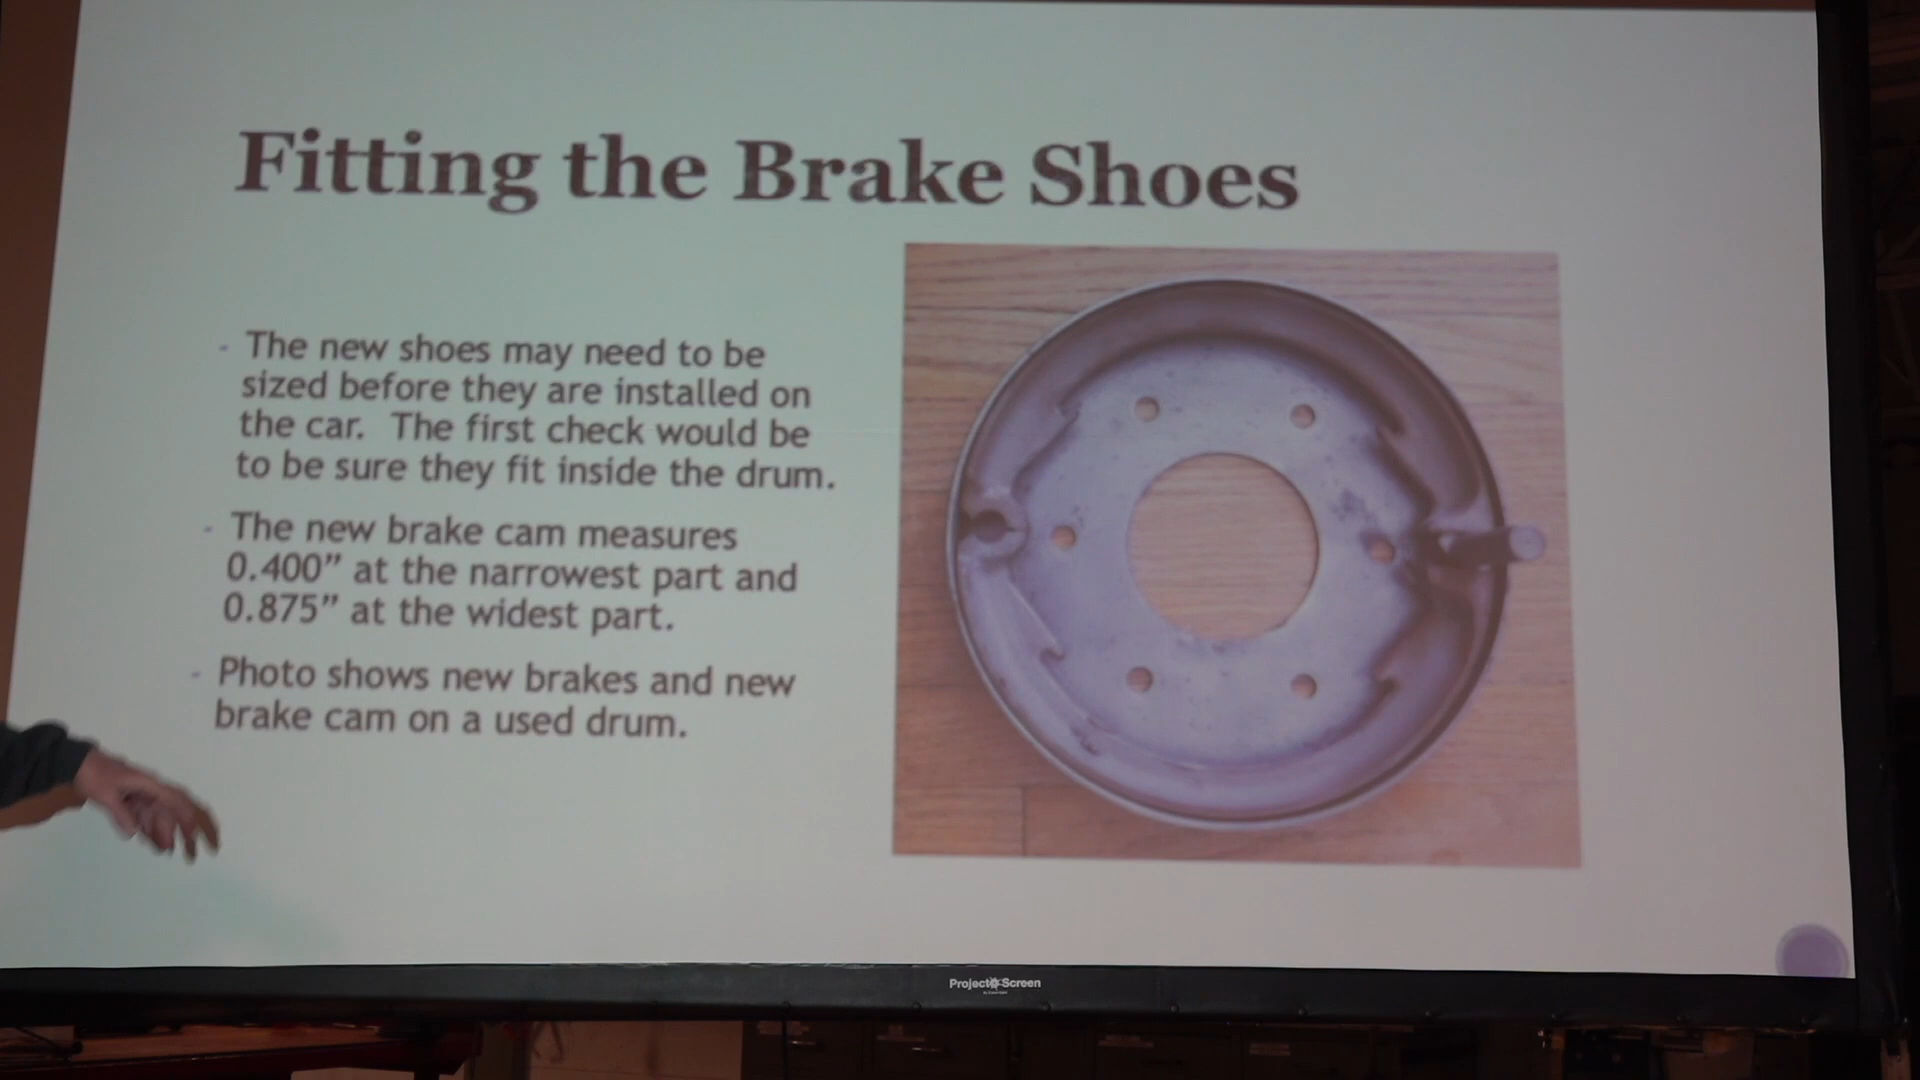 Fitting the Brake Shoes
- The new shoes may need to be
sized before they are installed on
the car. The first check would be
to be sure they fit inside the drum.
- The new brake cam measures
0.400” at the narrowest part and
0.875” at the widest part.
- Photo shows new brakes and new
brake cam on a used drum.
Project Screen